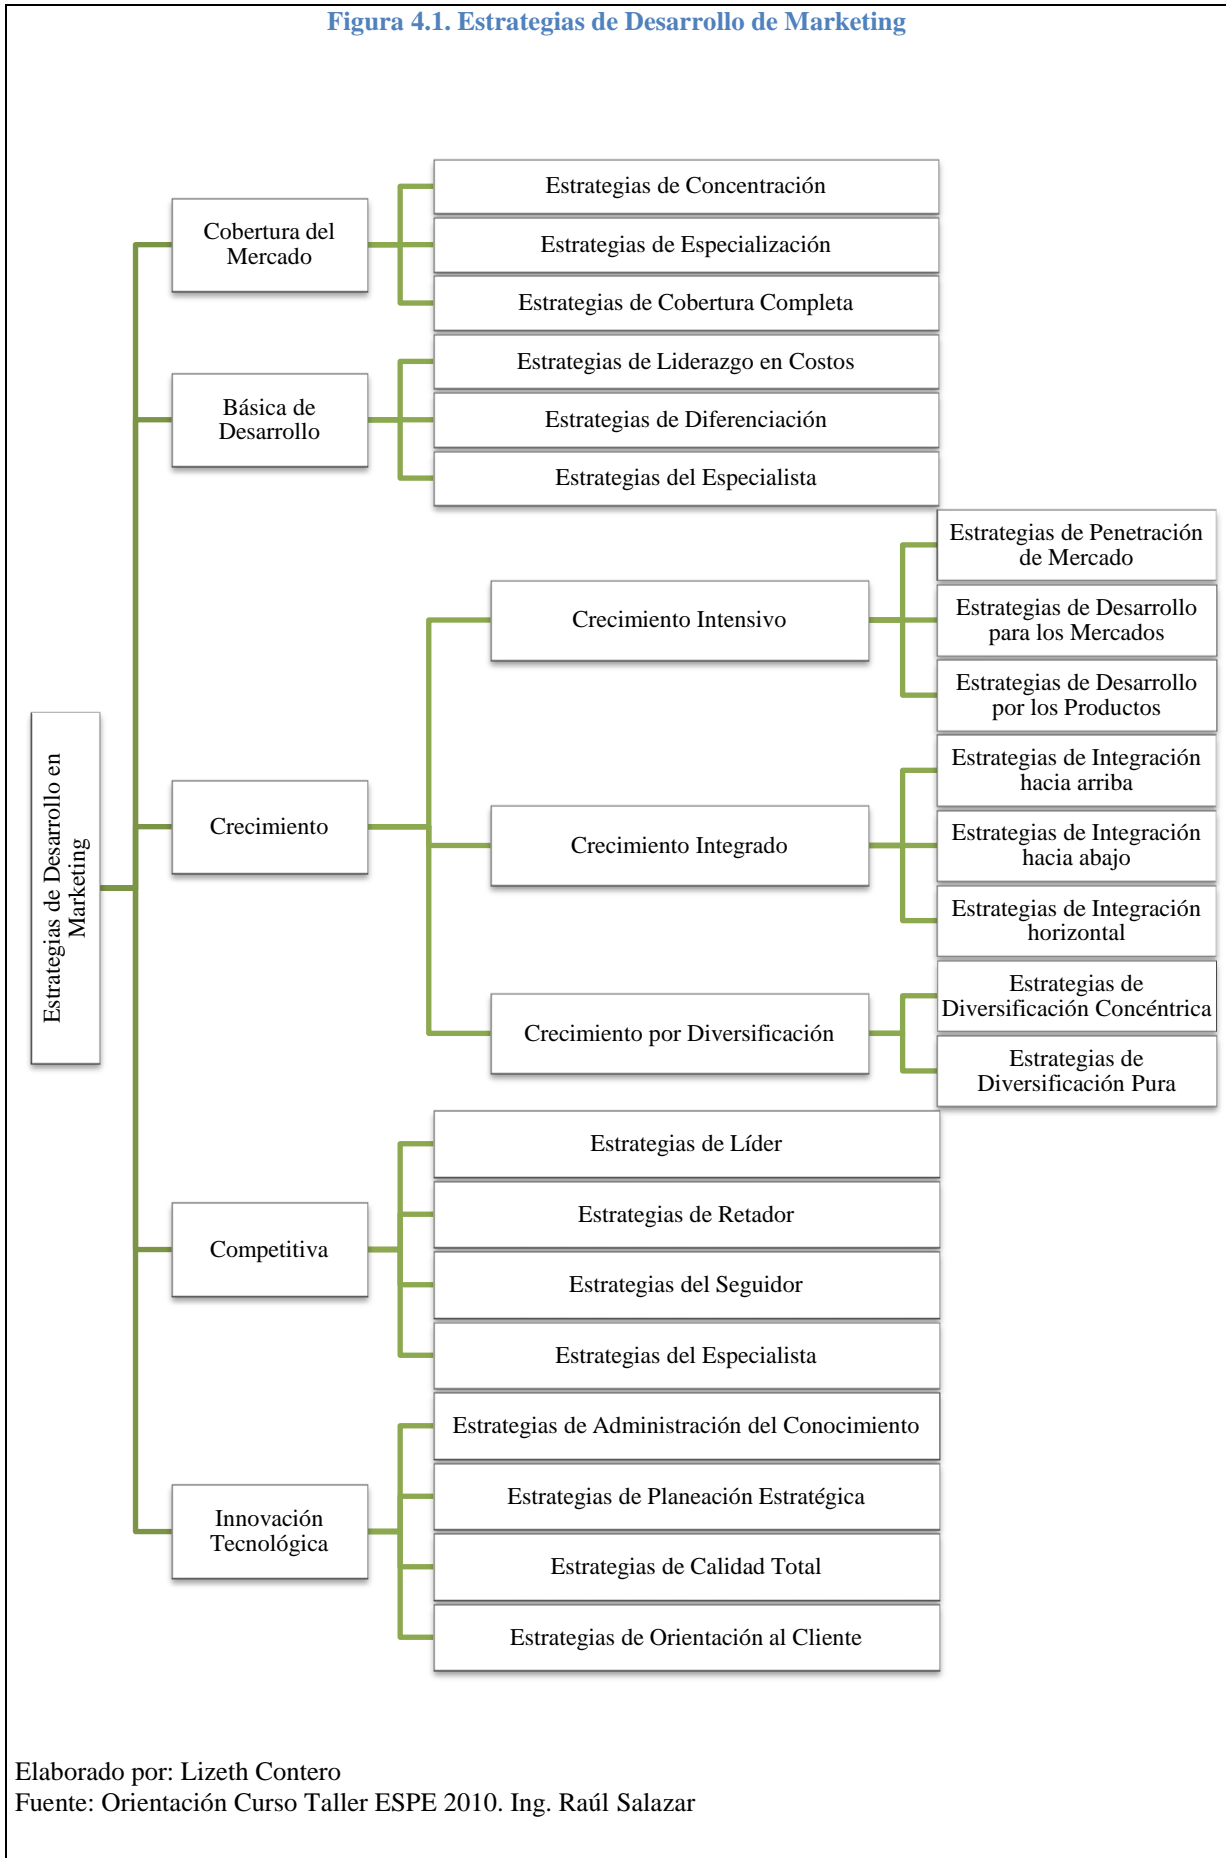 Figura 4.1. Estrategias de Desarrollo de Marketing
Estrategias de Desarrollo en
Marketing
Cobertura del
Mercado
Estrategias de Concentración
Estrategias de Especialización
Estrategias de Cobertura Completa
Básica de
Desarrollo
Estrategias de Liderazgo en Costos
Estrategias de Diferenciación
Estrategias del Especialista
Crecimiento
Crecimiento Intensivo
Estrategias de Penetración
de Mercado
Estrategias de Desarrollo
para los Mercados
Estrategias de Desarrollo
por los Productos
Crecimiento Integrado
Estrategias de Integración
hacia arriba
Estrategias de Integración
hacia abajo
Estrategias de Integración
horizontal
Crecimiento por Diversificación
Estrategias de
Diversificación Concéntrica
Estrategias de
Diversificación Pura
Competitiva
Estrategias de Líder
Estrategias de Retador
Estrategias del Seguidor
Estrategias del Especialista
Innovación
Tecnológica
Estrategias de Administración del Conocimiento
Estrategias de Planeación Estratégica
Estrategias de Calidad Total
Estrategias de Orientación al Cliente
Elaborado por: Lizeth Contero
Fuente: Orientación Curso Taller ESPE 2010. Ing. Raúl Salazar